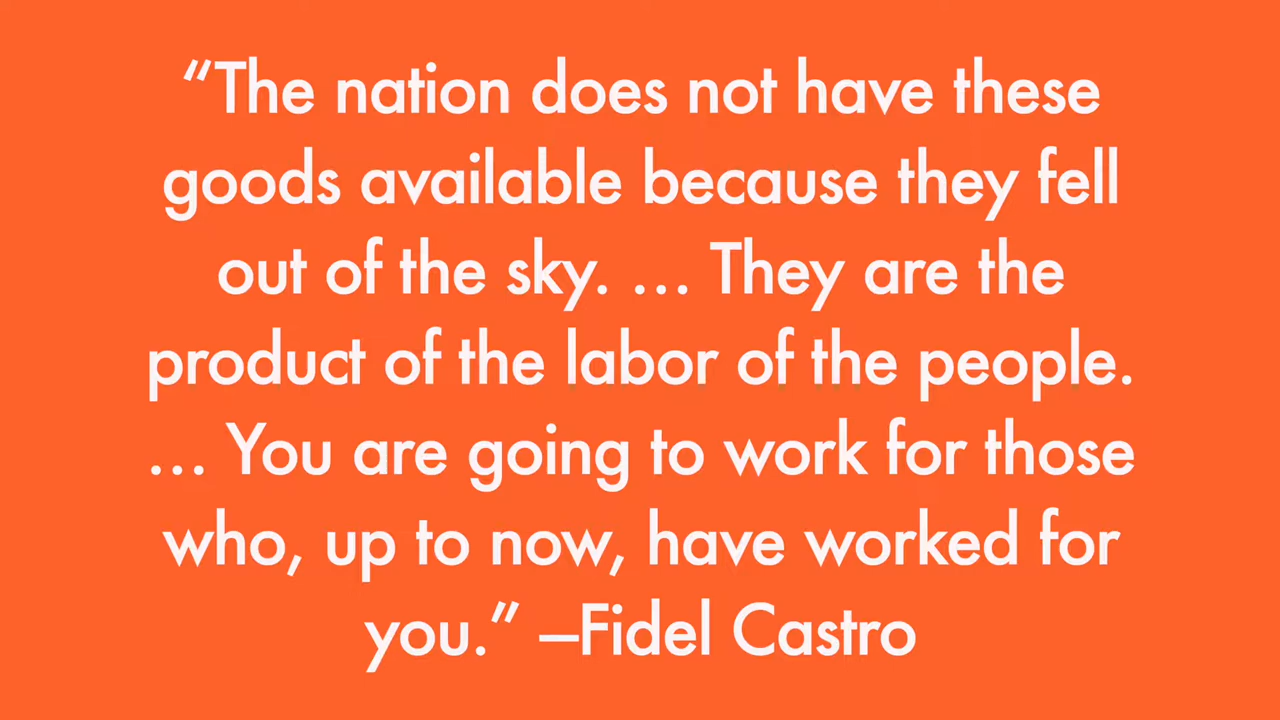 “The nation does not have these
goods available because they fell
out of the sky. … They are the
product of the labor of the people.
… You are going to work for those
who, up to now, have worked for
you.” —Fidel Castro